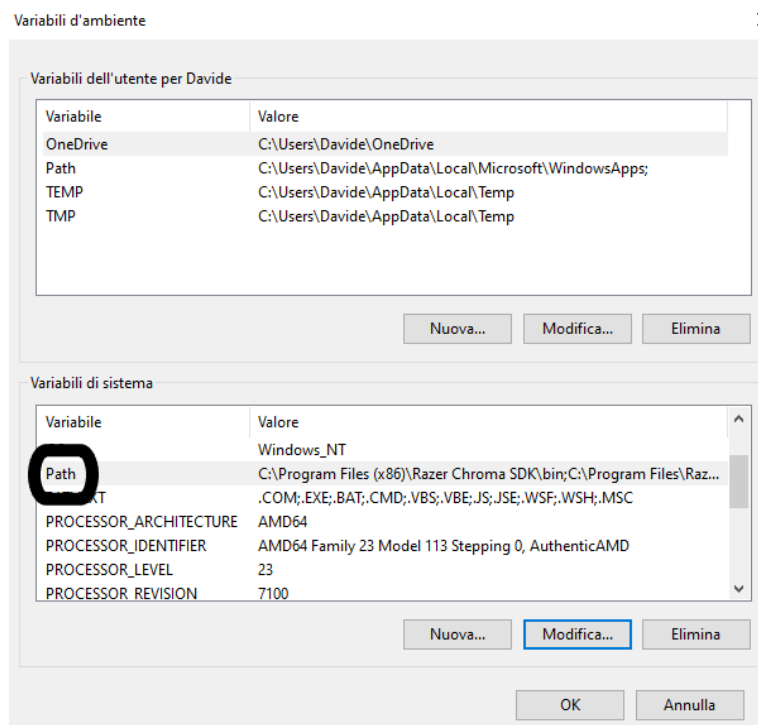 Variabili d'ambiente
Variabili dell'utente per Davide
Variabile Valore
OneDrive C:\Users\Davide\OneDrive
Path C:\Users\Davide\AppData\Local\Microsoft\WindowsApps;
TEMP C:\Users\Davide\AppData\Local\Temp
TMP C:\Users\Davide\AppData\Local\Temp
Nuova... Modifica... Elimina
Variabili di sistema
Variabile Valore
Windows_NT
Path C:\Program Files (x86)\Razer Chroma SDK\bin;C:\Program Files\Raz...
.COM;.EXE;.BAT;.CMD;.VBS;.VBE;.JS;.JSE;.WSF;.WSH;.MSC
PROCESSOR_ARCHITECTURE AMD64
PROCESSOR_IDENTIFIER AMD64 Family 23 Model 113 Stepping 0, AuthenticAMD
PROCESSOR_LEVEL 23
PROCESSOR_REVISION 7100
Nuova... Modifica... Elimina
OK Annulla